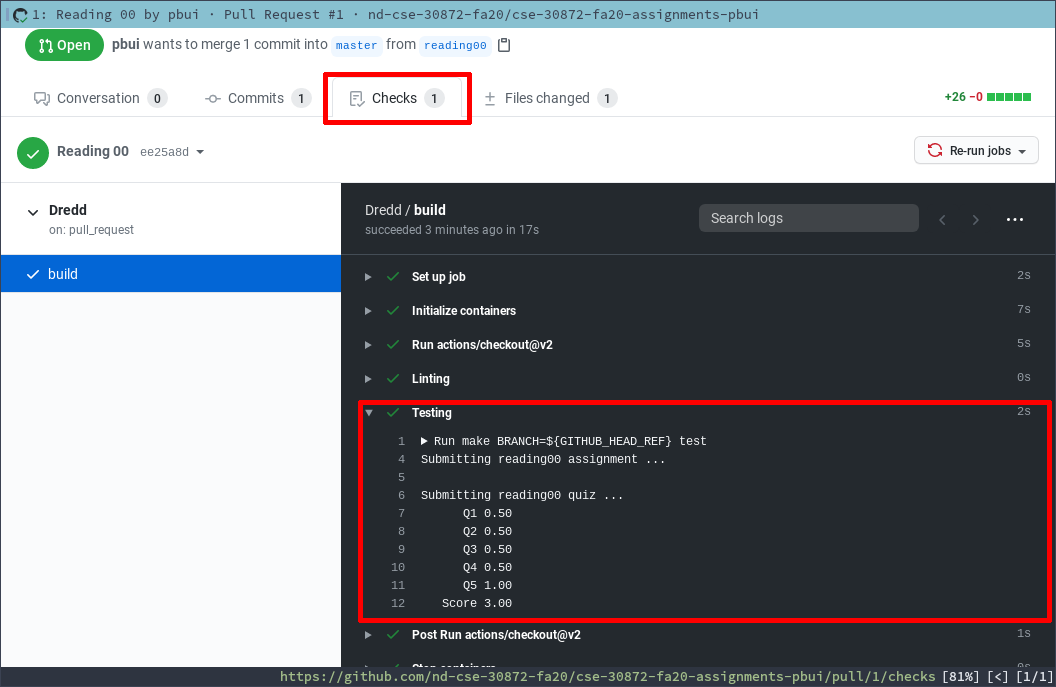 1: Reading 00 by pbui · Pull Request #1 · nd-cse-30872-fa20/cse-30872-fa20-assignments-pbui
Open pbui wants to merge 1 commit into master from reading00
Conversation 0 Commits 1 Checks 1 Files changed 1 +26 −0
Reading 00 ee25a8d Re-run jobs
Dredd
on: pull_request
build
Dredd / build
succeeded 3 minutes ago in 17s
Search logs
Set up job 2s
Initialize containers 7s
Run actions/checkout@v2 5s
Linting 0s
Testing 2s
1 Run make BRANCH=${GITHUB_HEAD_REF} test
4 Submitting reading00 assignment ...
5
6 Submitting reading00 quiz ...
7 Q1 0.50
8 Q2 0.50
9 Q3 0.50
10 Q4 0.50
11 Q5 1.00
12 Score 3.00
Post Run actions/checkout@v2 1s
Stop containers 0s
https://github.com/nd-cse-30872-fa20/cse-30872-fa20-assignments-pbui/pull/1/checks [81%] [<] [1/1]